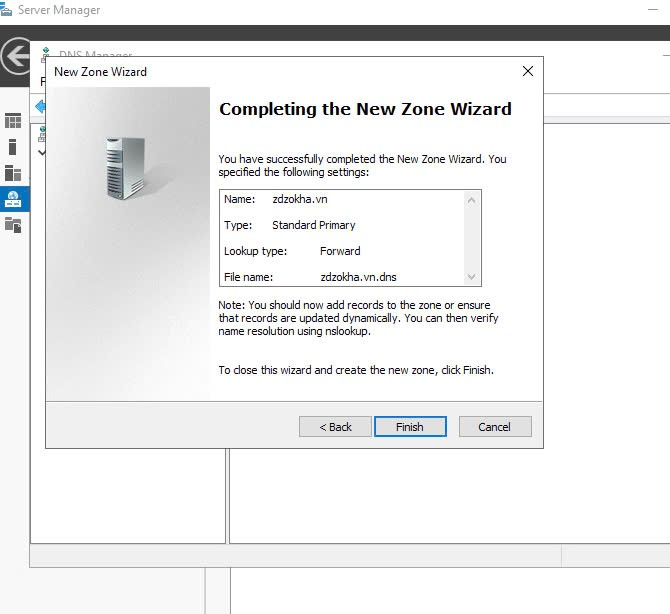 Server Manager
DNS Manager
New Zone Wizard
F
Completing the New Zone Wizard
You have successfully completed the New Zone Wizard. You
specified the following settings:
Name: zdzokha.vn
Type: Standard Primary
Lookup type: Forward
File name: zdzokha.vn.dns
Note: You should now add records to the zone or ensure
that records are updated dynamically. You can then verify
name resolution using nslookup.
To close this wizard and create the new zone, click Finish.
< Back Finish Cancel